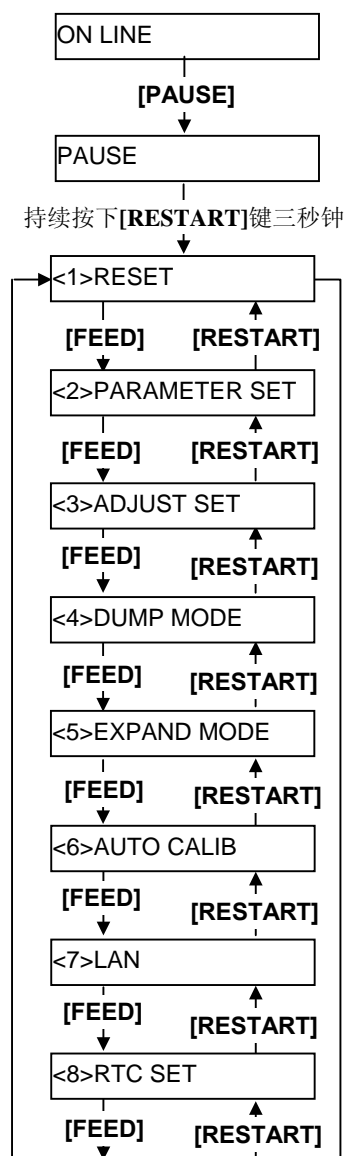 ON LINE
[PAUSE]
PAUSE
持续按下[RESTART]键三秒钟
<1>RESET
[FEED] [RESTART]
<2>PARAMETER SET
[FEED] [RESTART]
<3>ADJUST SET
[FEED] [RESTART]
<4>DUMP MODE
[FEED] [RESTART]
<5>EXPAND MODE
[FEED] [RESTART]
<6>AUTO CALIB
[FEED] [RESTART]
<7>LAN
[FEED] [RESTART]
<8>RTC SET
[FEED] [RESTART]